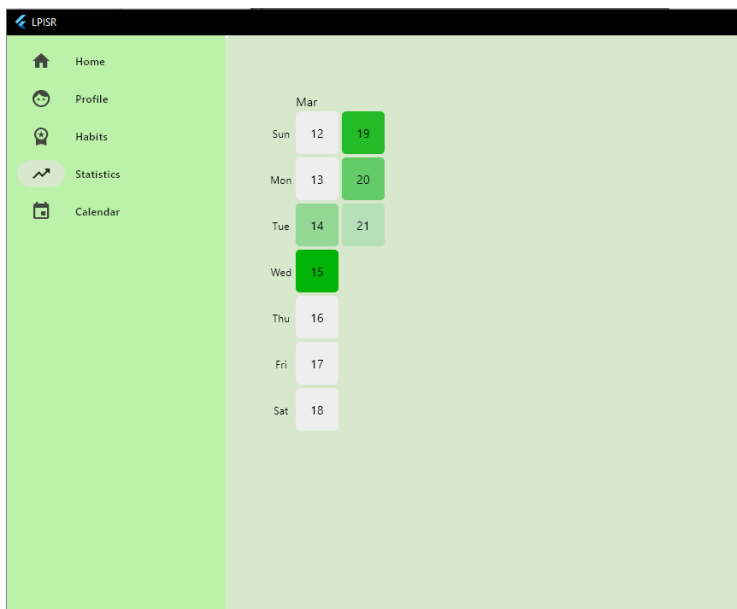 LPISR
Home
Profile
Habits
Statistics
Calendar
Mar
Sun 12 19
Mon 13 20
Tue 14 21
Wed 15
Thu 16
Fri 17
Sat 18